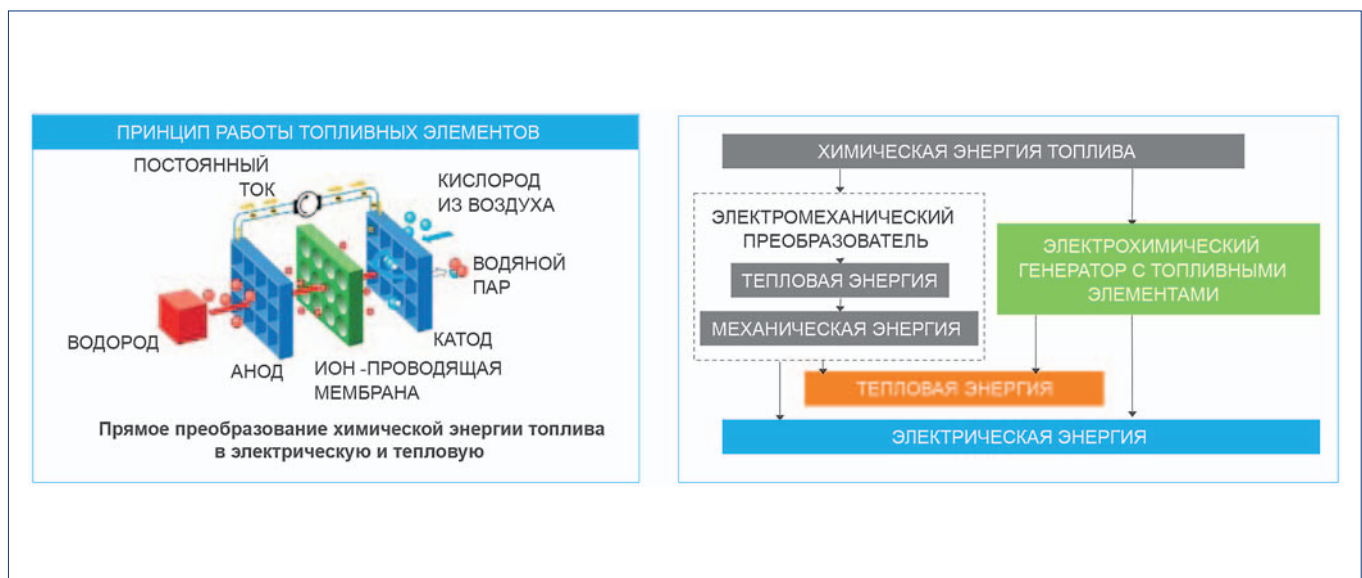 ПРИНЦИП РАБОТЫ ТОПЛИВНЫХ ЭЛЕМЕНТОВ
ПОСТОЯННЫЙ
ТОК
КИСЛОРОД
ИЗ ВОЗДУХА
ВОДЯНОЙ
ПАР
ВОДОРОД
КАТОД
АНОД
ИОН -ПРОВОДЯЩАЯ
МЕМБРАНА
Прямое преобразование химической энергии топлива
в электрическую и тепловую
ХИМИЧЕСКАЯ ЭНЕРГИЯ ТОПЛИВА
ЭЛЕКТРОМЕХАНИЧЕСКИЙ
ПРЕОБРАЗОВАТЕЛЬ
ТЕПЛОВАЯ ЭНЕРГИЯ
МЕХАНИЧЕСКАЯ ЭНЕРГИЯ
ЭЛЕКТРОХИМИЧЕСКИЙ
ГЕНЕРАТОР С ТОПЛИВНЫМИ
ЭЛЕМЕНТАМИ
ТЕПЛОВАЯ ЭНЕРГИЯ
ЭЛЕКТРИЧЕСКАЯ ЭНЕРГИЯ